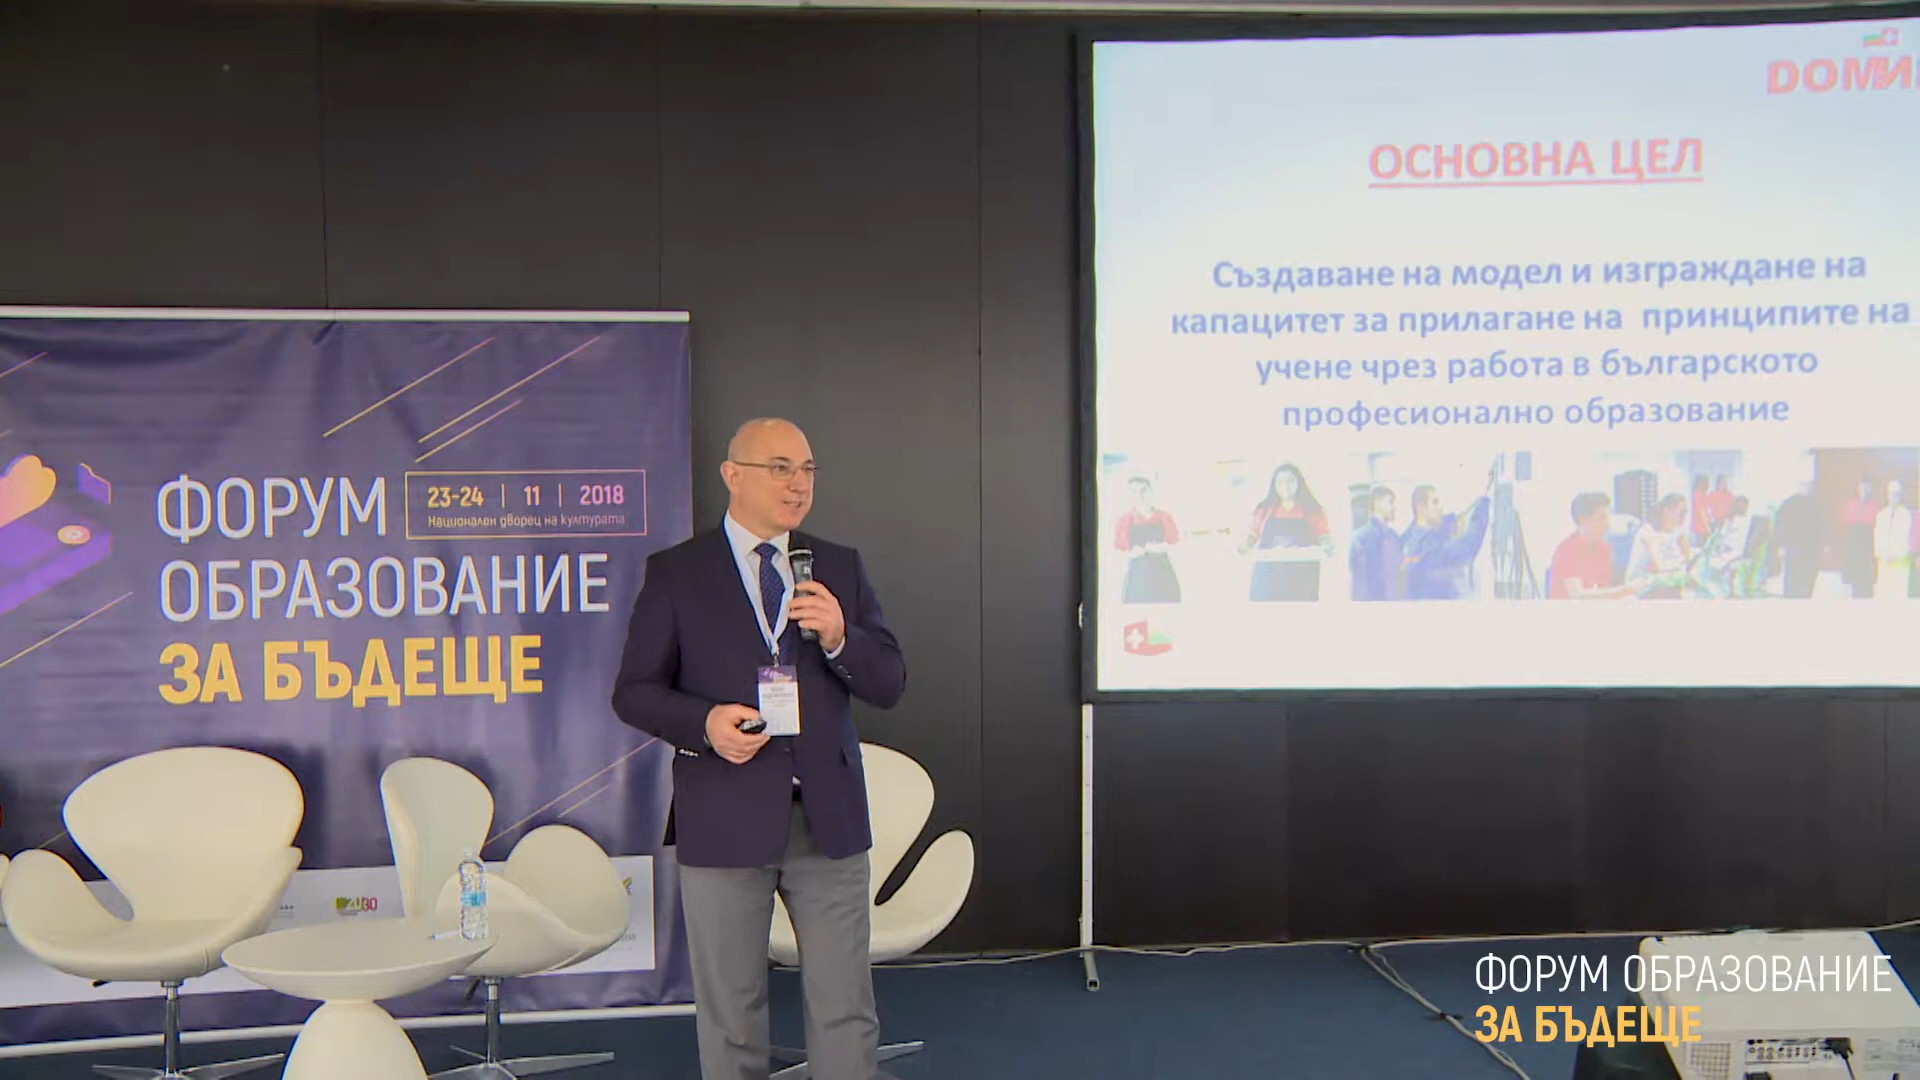 ФОРУМ
23-24 | 11 | 2018
Национален дворец на културата
ОБРАЗОВАНИЕ
ЗА БЪДЕЩЕ
2030
ОСНОВНА ЦЕЛ
Създаване на модел и изграждане на
капацитет за прилагане на принципите на
учене чрез работа в българското
професионално образование
ФОРУМ ОБРАЗОВАНИЕ
ЗА БЪДЕЩЕ